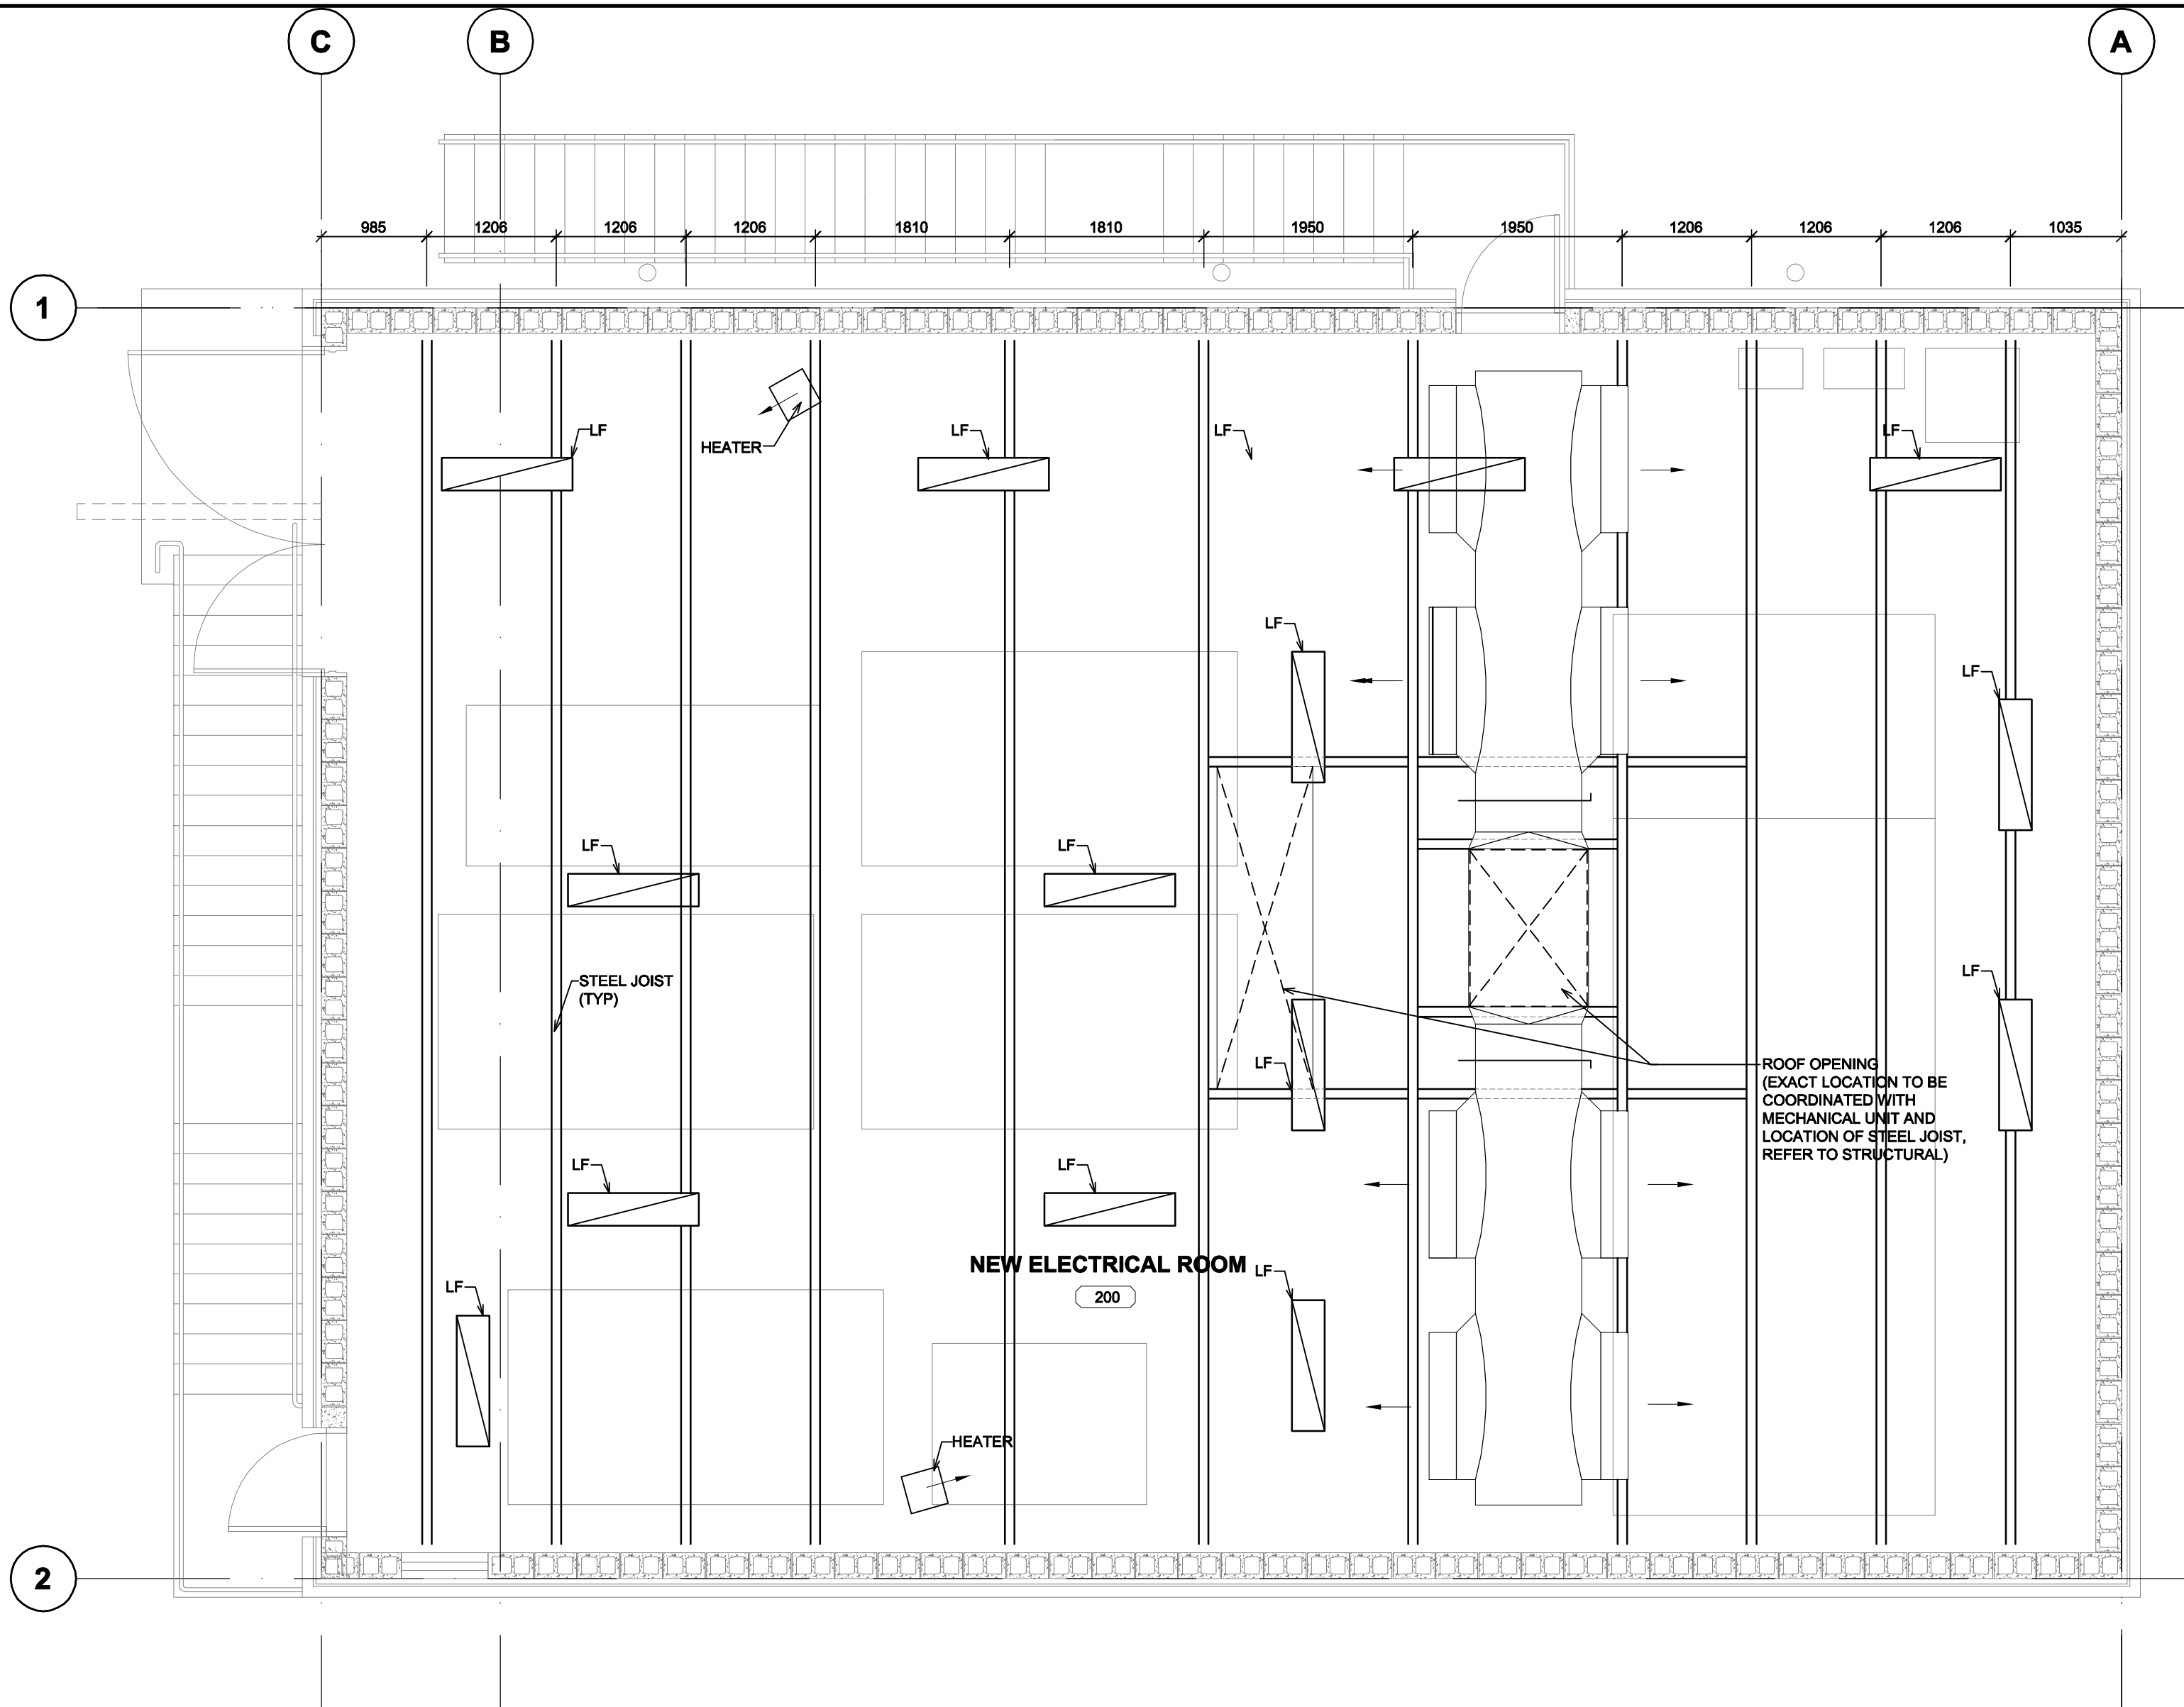 C B A
985 1206 1206 1206 1810 1810 1950 1950 1206 1206 1206 1035
1
LF
HEATER
LF
LF
LF
LF
LF
LF
LF
STEEL JOIST
(TYP)
LF
LF
ROOF OPENING
(EXACT LOCATION TO BE
COORDINATED WITH
MECHANICAL UNIT AND
LOCATION OF STEEL JOIST,
REFER TO STRUCTURAL)
LF
LF
NEW ELECTRICAL ROOM
200
LF
LF
HEATER
2